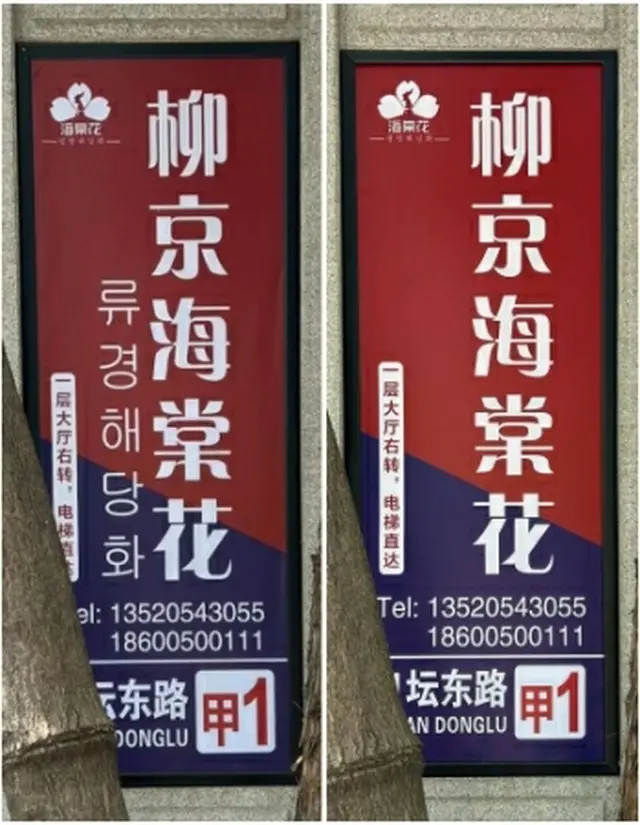 海棠花
柳京海棠花
류경해당화
一层大厅右转，电梯直达
el: 13520543055
18600500111
坛东路
DONGLU
甲1
海棠花
柳京海棠花
一层大厅右转，电梯直达
Tel: 13520543055
18600500111
坛东路
AN DONGLU
甲1